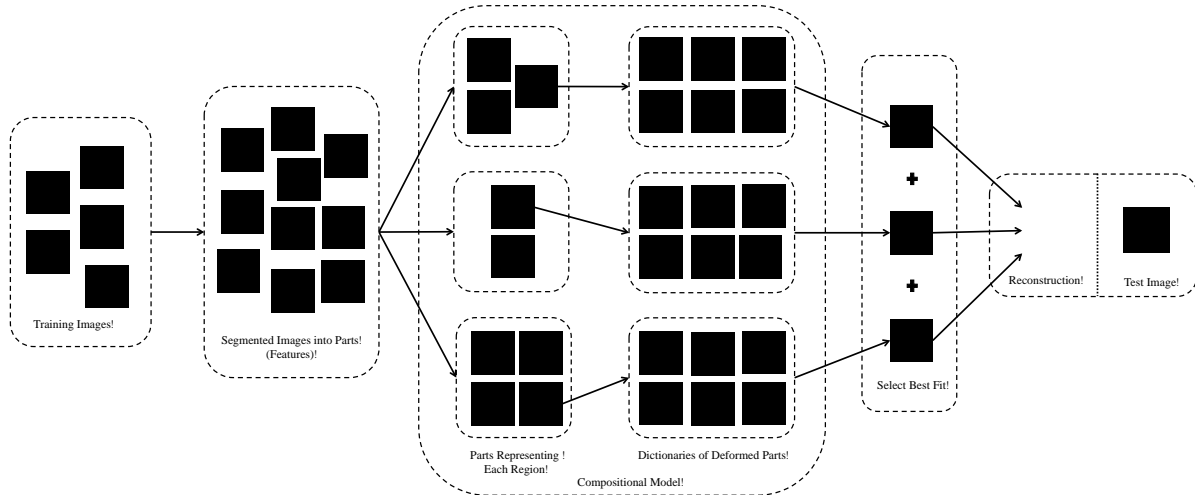 Training Images!
Segmented Images into Parts!
(Features)!
Parts Representing !
Each Region!
Dictionaries of Deformed Parts!
Compositional Model!
+
+
Select Best Fit!
Reconstruction!
Test Image!